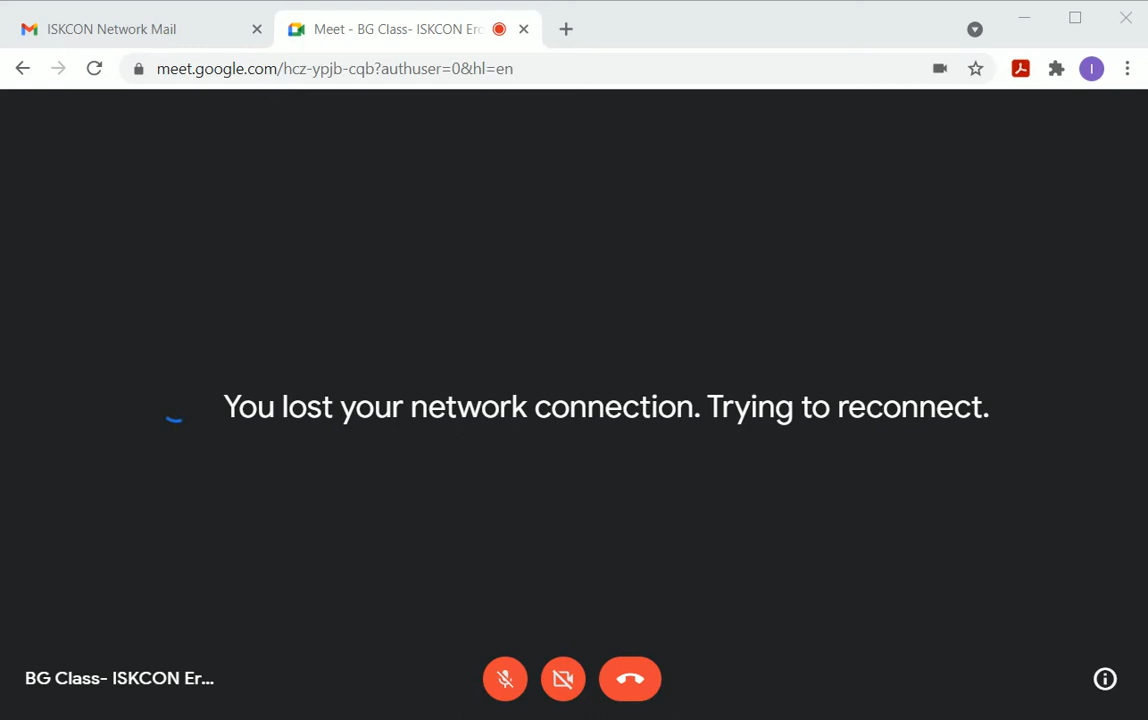 ISKCON Network Mail
Meet - BG Class- ISKCON Erc
meet.google.com/hcz-ypjb-cqb?authuser=0&hl=en
I
You lost your network connection. Trying to reconnect.
BG Class- ISKCON Er...